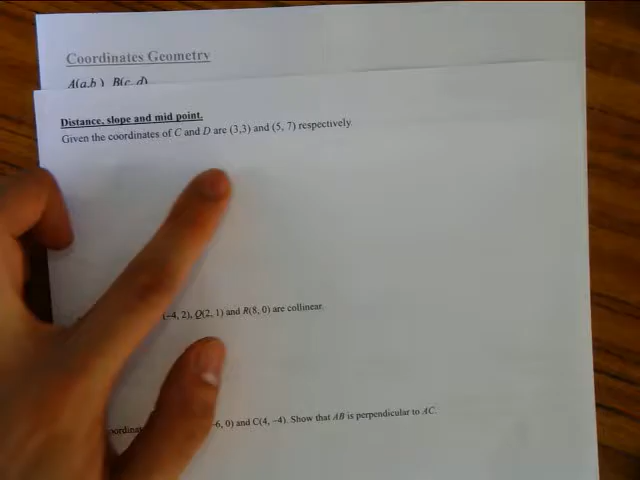 Coordinates Geometry
A(a,b) B(c, d)
Distance, slope and mid point.
Given the coordinates of C and D are (3,3) and (5, 7) respectively.
(−4, 2), Q(2, 1) and R(8, 0) are collinear.
−6, 0) and C(4, −4). Show that AB is perpendicular to AC.